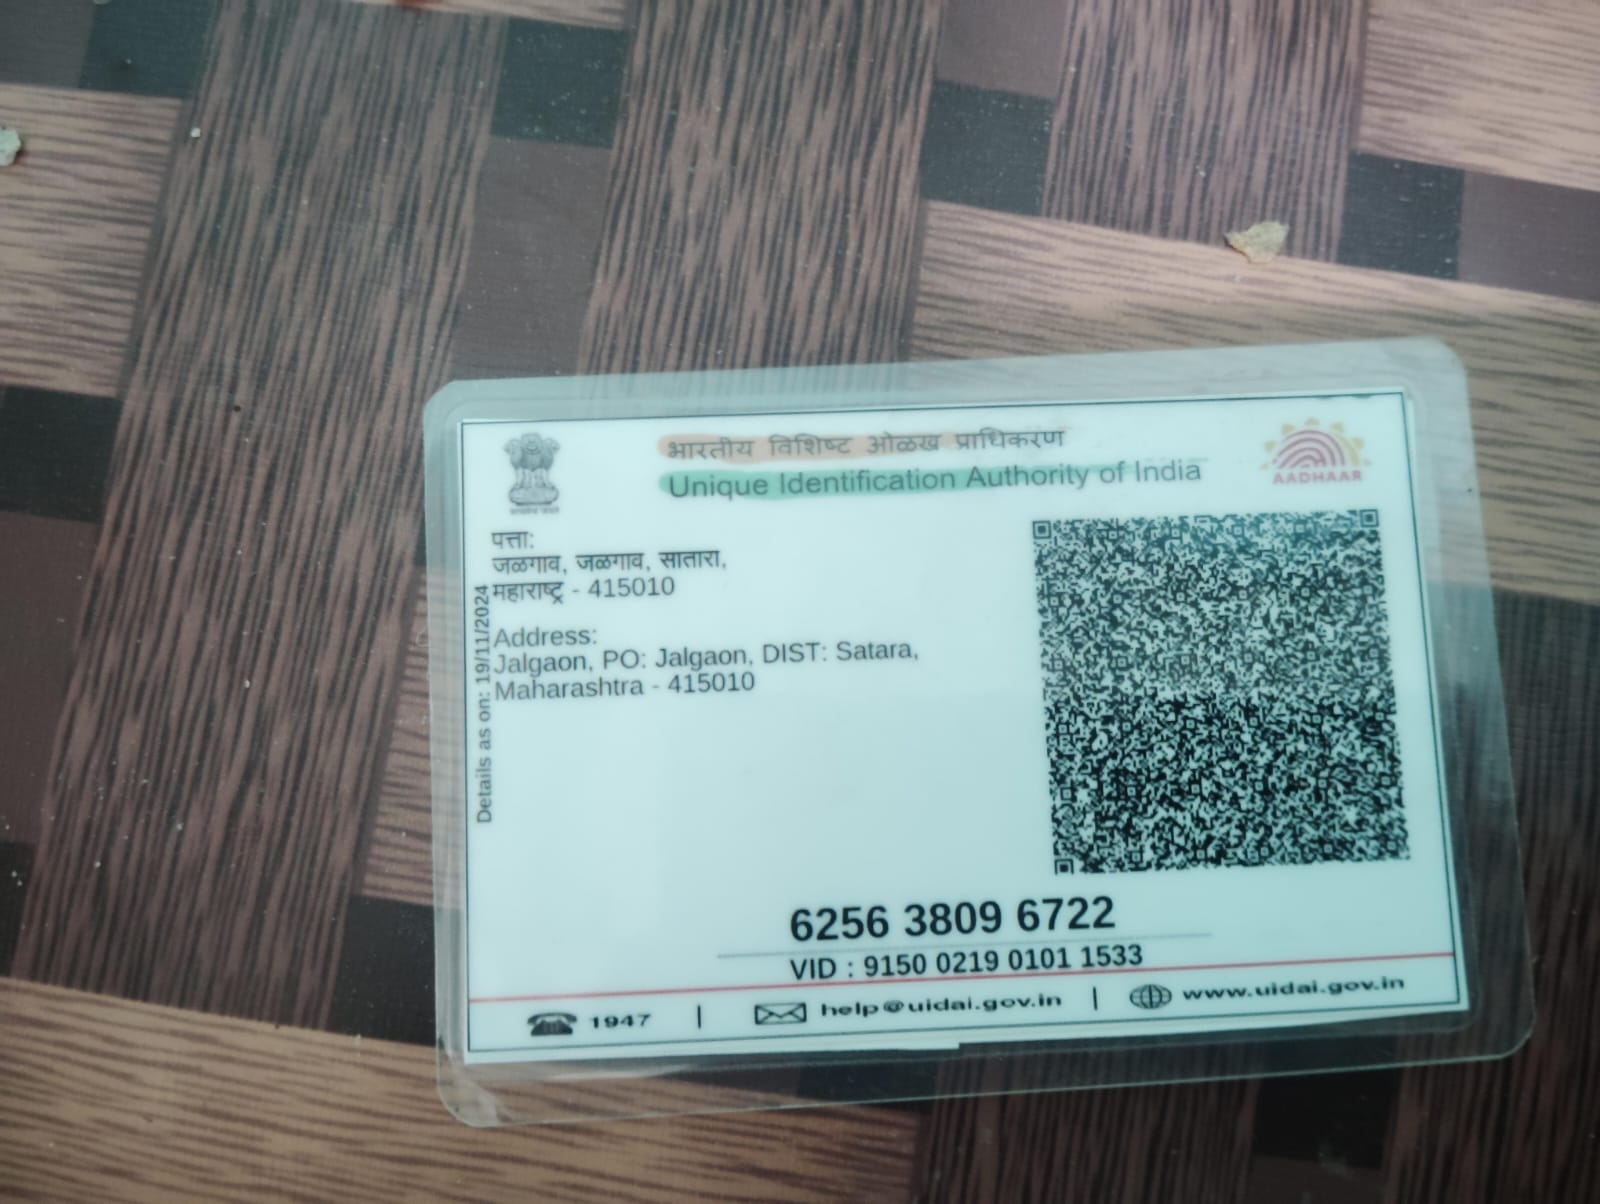 भारतीय विशिष्ट ओळख प्राधिकरण
Unique Identification Authority of India
AADHAAR
पत्ता:
जळगाव, जळगाव, सातारा,
महाराष्ट्र - 415010
Address:
Jalgaon, PO: Jalgaon, DIST: Satara,
Maharashtra - 415010
Details as on: 19/11/2024
6256 3809 6722
VID : 9150 0219 0101 1533
1947 | help@uidai.gov.in | www.uidai.gov.in